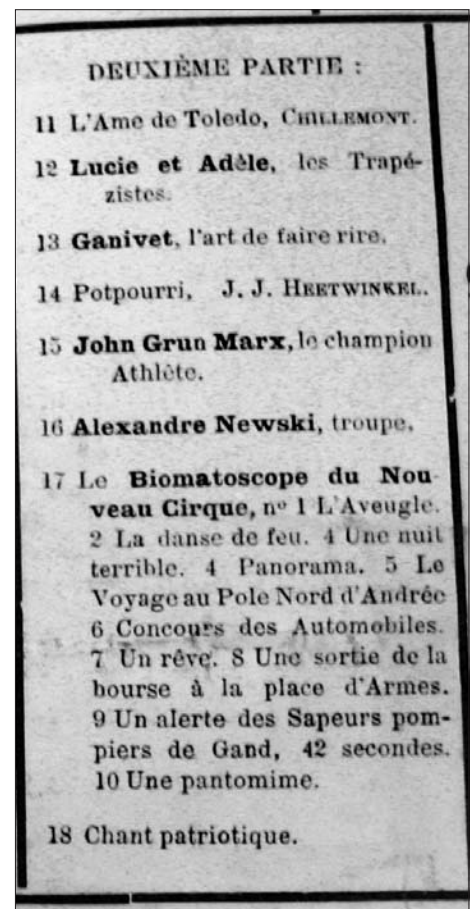 DEUXIÈME PARTIE :
11 L'Ame de Toledo, CHILLEMONT.
12 Lucie et Adèle, les Trapé-
zistes.
13 Ganivet, l'art de faire rire.
14 Potpourri, J. J. HEETWINKEL.
15 John Grun Marx, le champion
Athlète.
16 Alexandre Newski, troupe.
17 Le Biomatoscope du Nou-
veau Cirque, nº 1 L'Aveugle.
2 La danse de feu. 4 Une nuit
terrible. 4 Panorama. 5 Le
Voyage au Pole Nord d'Andrée
6 Concours des Automobiles.
7 Un rêve. 8 Une sortie de la
bourse à la place d'Armes.
9 Un alerte des Sapeurs pom-
piers de Gand, 42 secondes.
10 Une pantomime.
18 Chant patriotique.